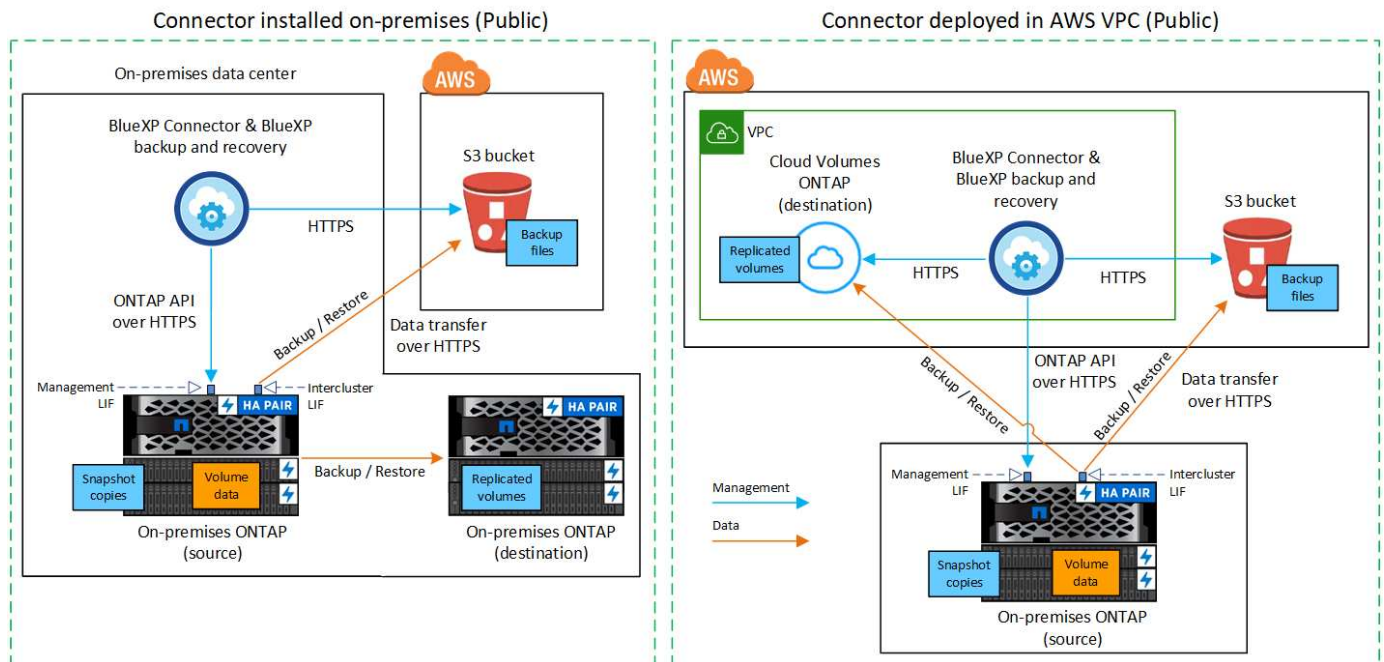 Connector installed on-premises (Public)
On-premises data center
AWS
BlueXP Connector & BlueXP
backup and recovery
S3 bucket
HTTPS
Backup
files
ONTAP API
over HTTPS
Backup / Restore
Data transfer
over HTTPS
Management
LIF
Intercluster
LIF
HA PAIR
HA PAIR
Snapshot
copies
Volume
data
Backup / Restore
Replicated
volumes
On-premises ONTAP
(source)
On-premises ONTAP
(destination)
Connector deployed in AWS VPC (Public)
AWS
VPC
Cloud Volumes
ONTAP
(destination)
BlueXP Connector &
BlueXP backup and
recovery
S3 bucket
Replicated
volumes
HTTPS
HTTPS
Backup
files
Backup / Restore
ONTAP API
over HTTPS
Backup / Restore
Data transfer
over HTTPS
Management
Data
Management
LIF
Intercluster
LIF
HA PAIR
Snapshot
copies
Volume
data
On-premises ONTAP
(source)